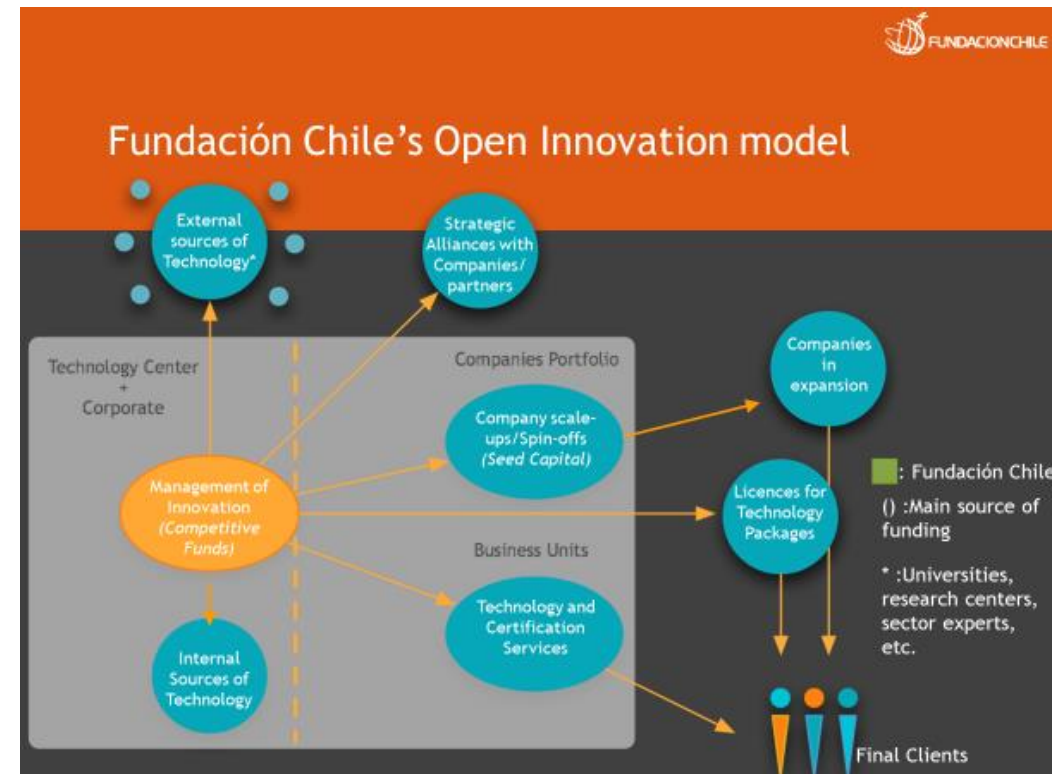 FUNDACIONCHILE
Fundación Chile's Open Innovation model
External
sources of
Technology*
Strategic
Alliances with
Companies/
partners
Technology Center
+
Corporate
Companies Portfolio
Companies
in
expansion
Company scale-
ups/Spin-offs
(Seed Capital)
Management of
Innovation
(Competitive
Funds)
Licences for
Technology
Packages
: Fundación Chile
() :Main source of
funding
* :Universities,
research centers,
sector experts,
etc.
Business Units
Technology and
Certification
Services
Internal
Sources of
Technology
Final Clients